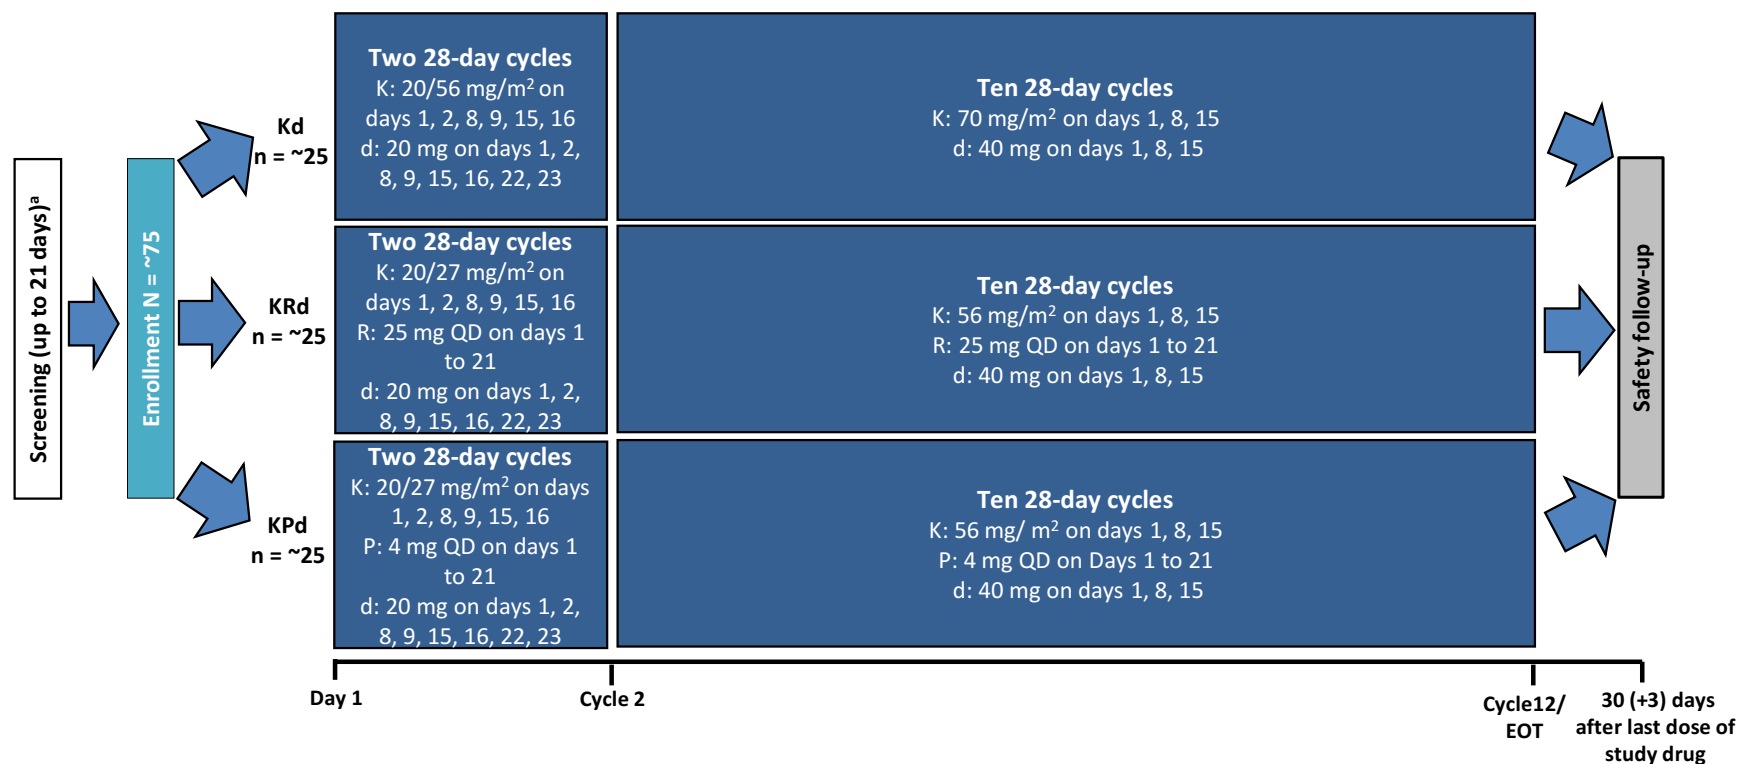 Screening (up to 21 days)ᵃ
Enrollment N = ~75
Kd
n = ~25
Two 28-day cycles
K: 20/56 mg/m² on
days 1, 2, 8, 9, 15, 16
d: 20 mg on days 1, 2,
8, 9, 15, 16, 22, 23
Ten 28-day cycles
K: 70 mg/m² on days 1, 8, 15
d: 40 mg on days 1, 8, 15
KRd
n = ~25
Two 28-day cycles
K: 20/27 mg/m² on
days 1, 2, 8, 9, 15, 16
R: 25 mg QD on days 1
to 21
d: 20 mg on days 1, 2,
8, 9, 15, 16, 22, 23
Ten 28-day cycles
K: 56 mg/m² on days 1, 8, 15
R: 25 mg QD on days 1 to 21
d: 40 mg on days 1, 8, 15
KPd
n = ~25
Two 28-day cycles
K: 20/27 mg/m² on days
1, 2, 8, 9, 15, 16
P: 4 mg QD on days 1
to 21
d: 20 mg on days 1, 2,
8, 9, 15, 16, 22, 23
Ten 28-day cycles
K: 56 mg/ m² on days 1, 8, 15
P: 4 mg QD on Days 1 to 21
d: 40 mg on days 1, 8, 15
Safety follow-up
Day 1
Cycle 2
Cycle12/
EOT
30 (+3) days
after last dose of
study drug